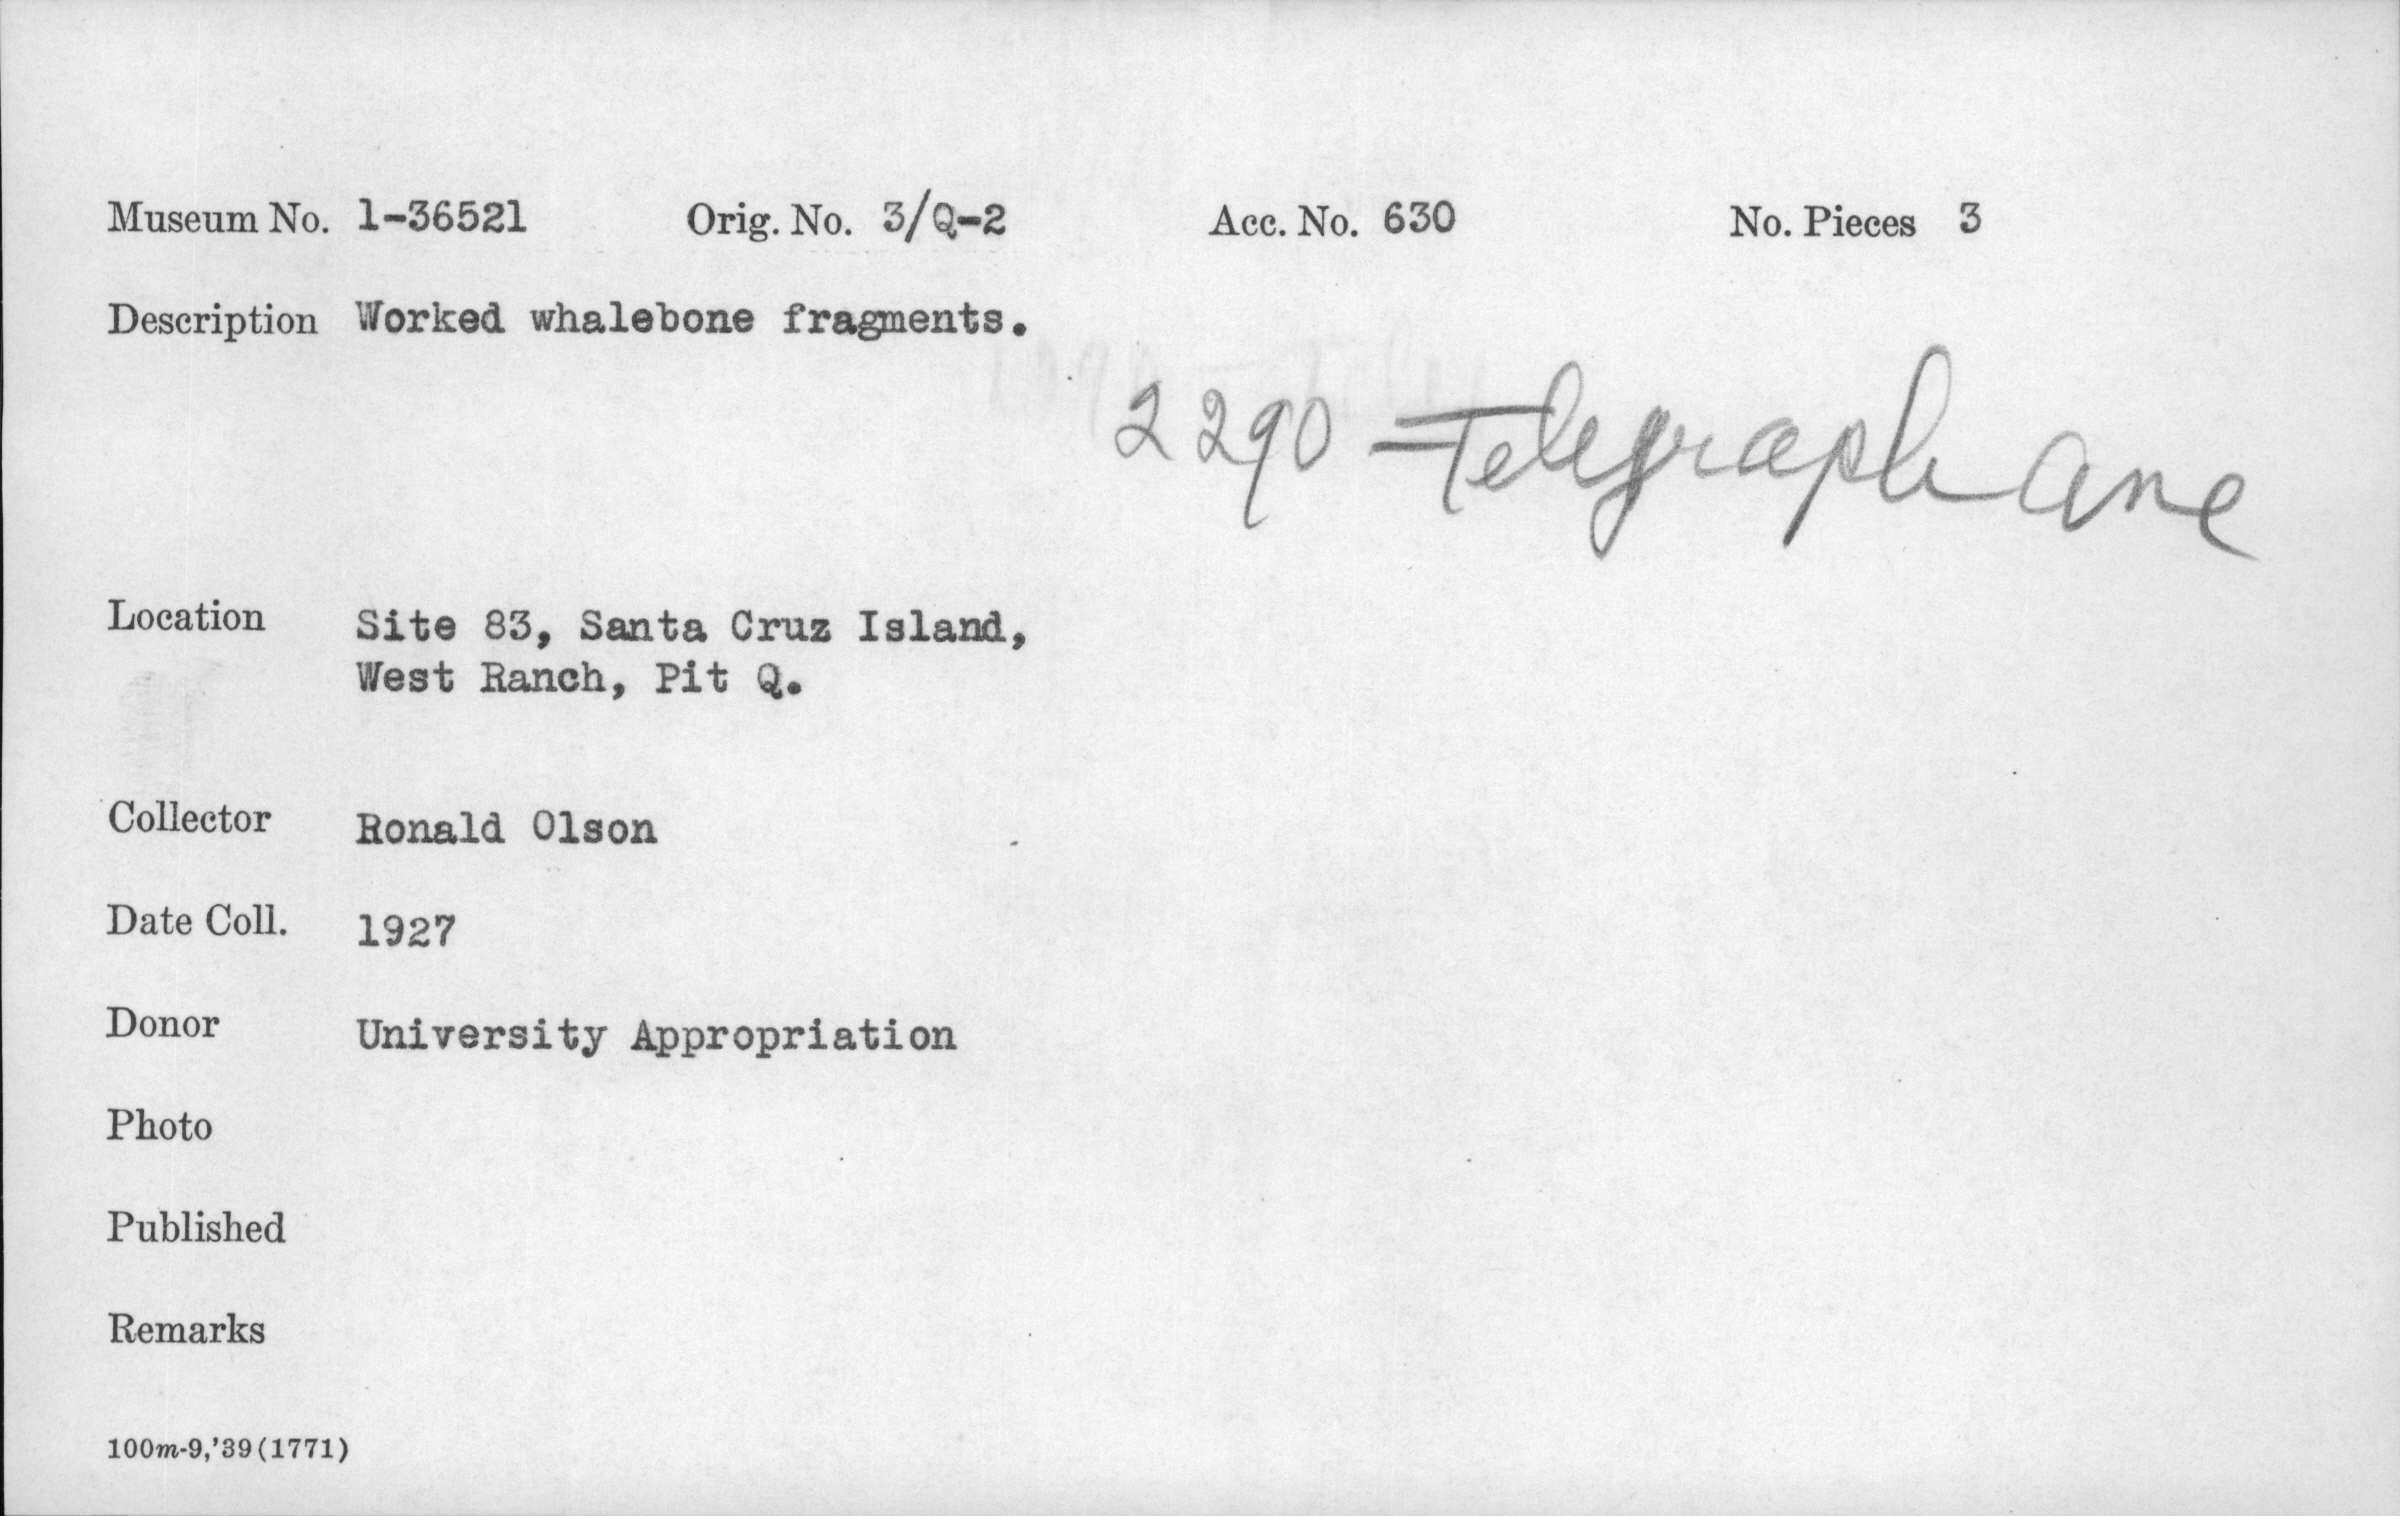 Museum No. 1-36521 Orig. No. 3/Q-2 Acc. No. 630 No. Pieces 3
Description Worked whalebone fragments.
2290 Telegraph Ave
Location Site 83, Santa Cruz Island,
West Ranch, Pit Q.
Collector Ronald Olson
Date Coll. 1927
Donor University Appropriation
Photo
Published
Remarks
100m-9,'39(1771)